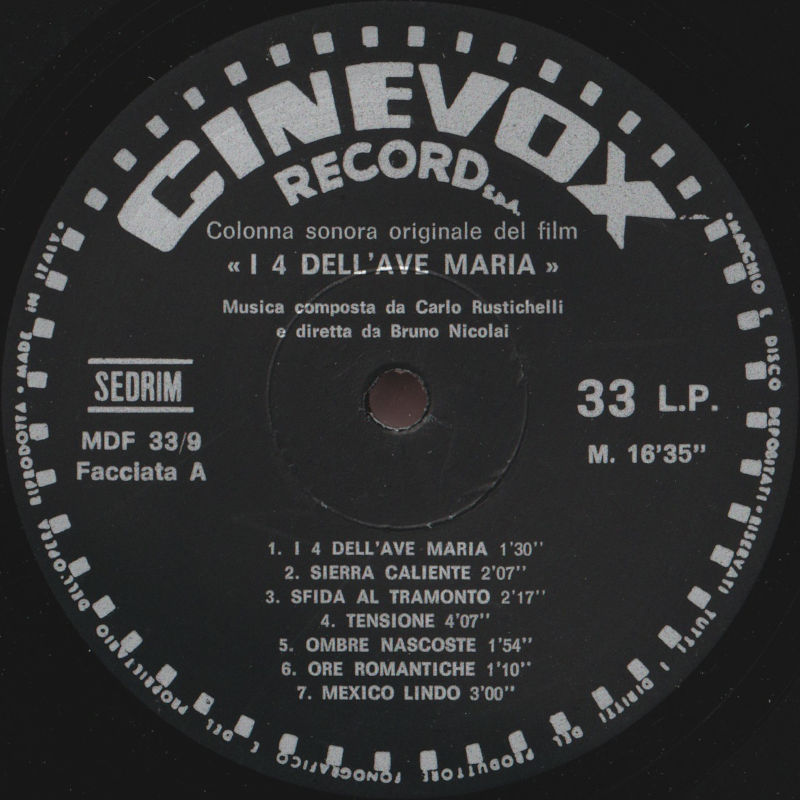 CINEVOX
RECORD S.p.A.
Colonna sonora originale del film
« I 4 DELL'AVE MARIA »
Musica composta da Carlo Rustichelli
e diretta da Bruno Nicolai
SEDRIM
MDF 33/9
Facciata A
33 L.P.
M. 16'35"
1. I 4 DELL'AVE MARIA 1'30"
2. SIERRA CALIENTE 2'07"
3. SFIDA AL TRAMONTO 2'17"
4. TENSIONE 4'07"
5. OMBRE NASCOSTE 1'54"
6. ORE ROMANTICHE 1'10"
7. MEXICO LINDO 3'00"
• MARCHIO E DISCO DEPOSITATI • RISERVATI TUTTI I DIRITTI DEL PRODUTTORE FONOGRAFICO E DEL PROPRIETARIO DELL'OPERA RIPRODOTTA • MADE IN ITALY •